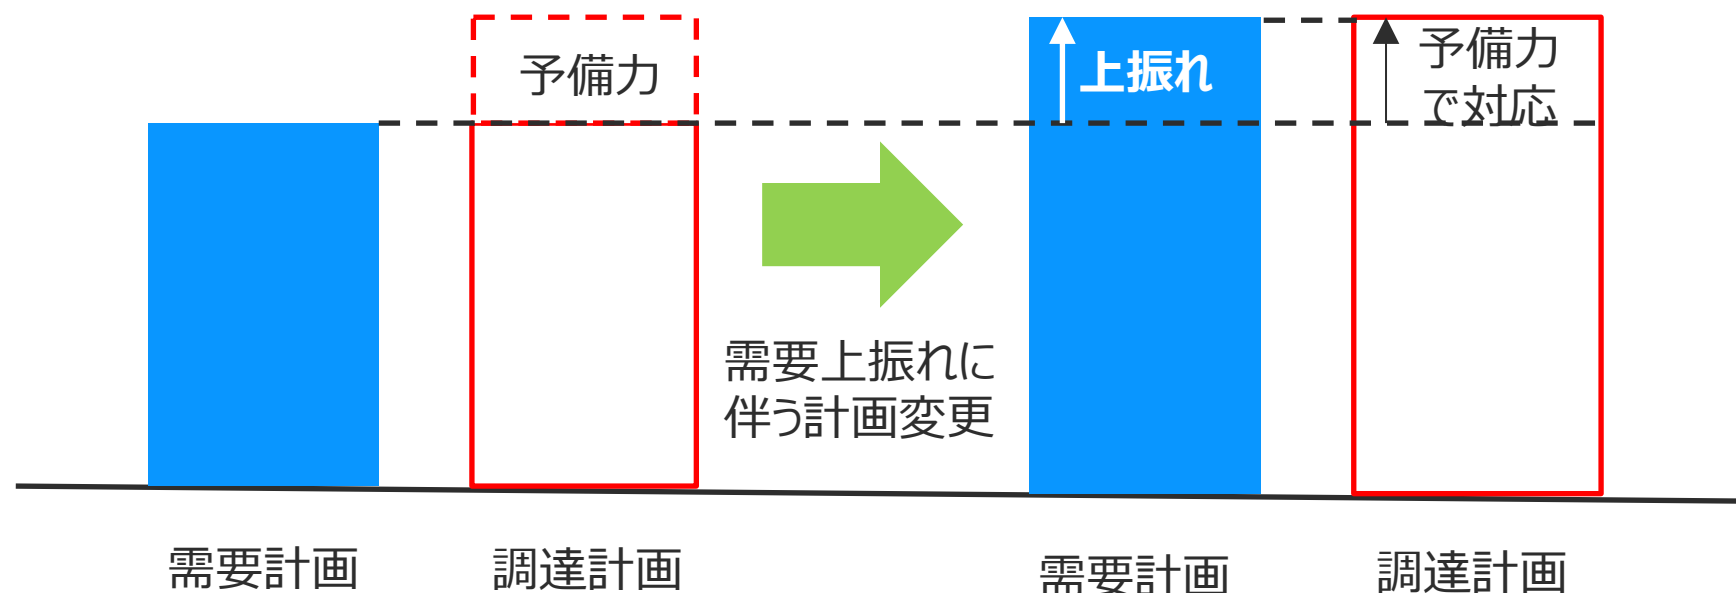 予備力
上振れ
予備力
で対応
需要上振れに
伴う計画変更
需要計画
調達計画
需要計画
調達計画